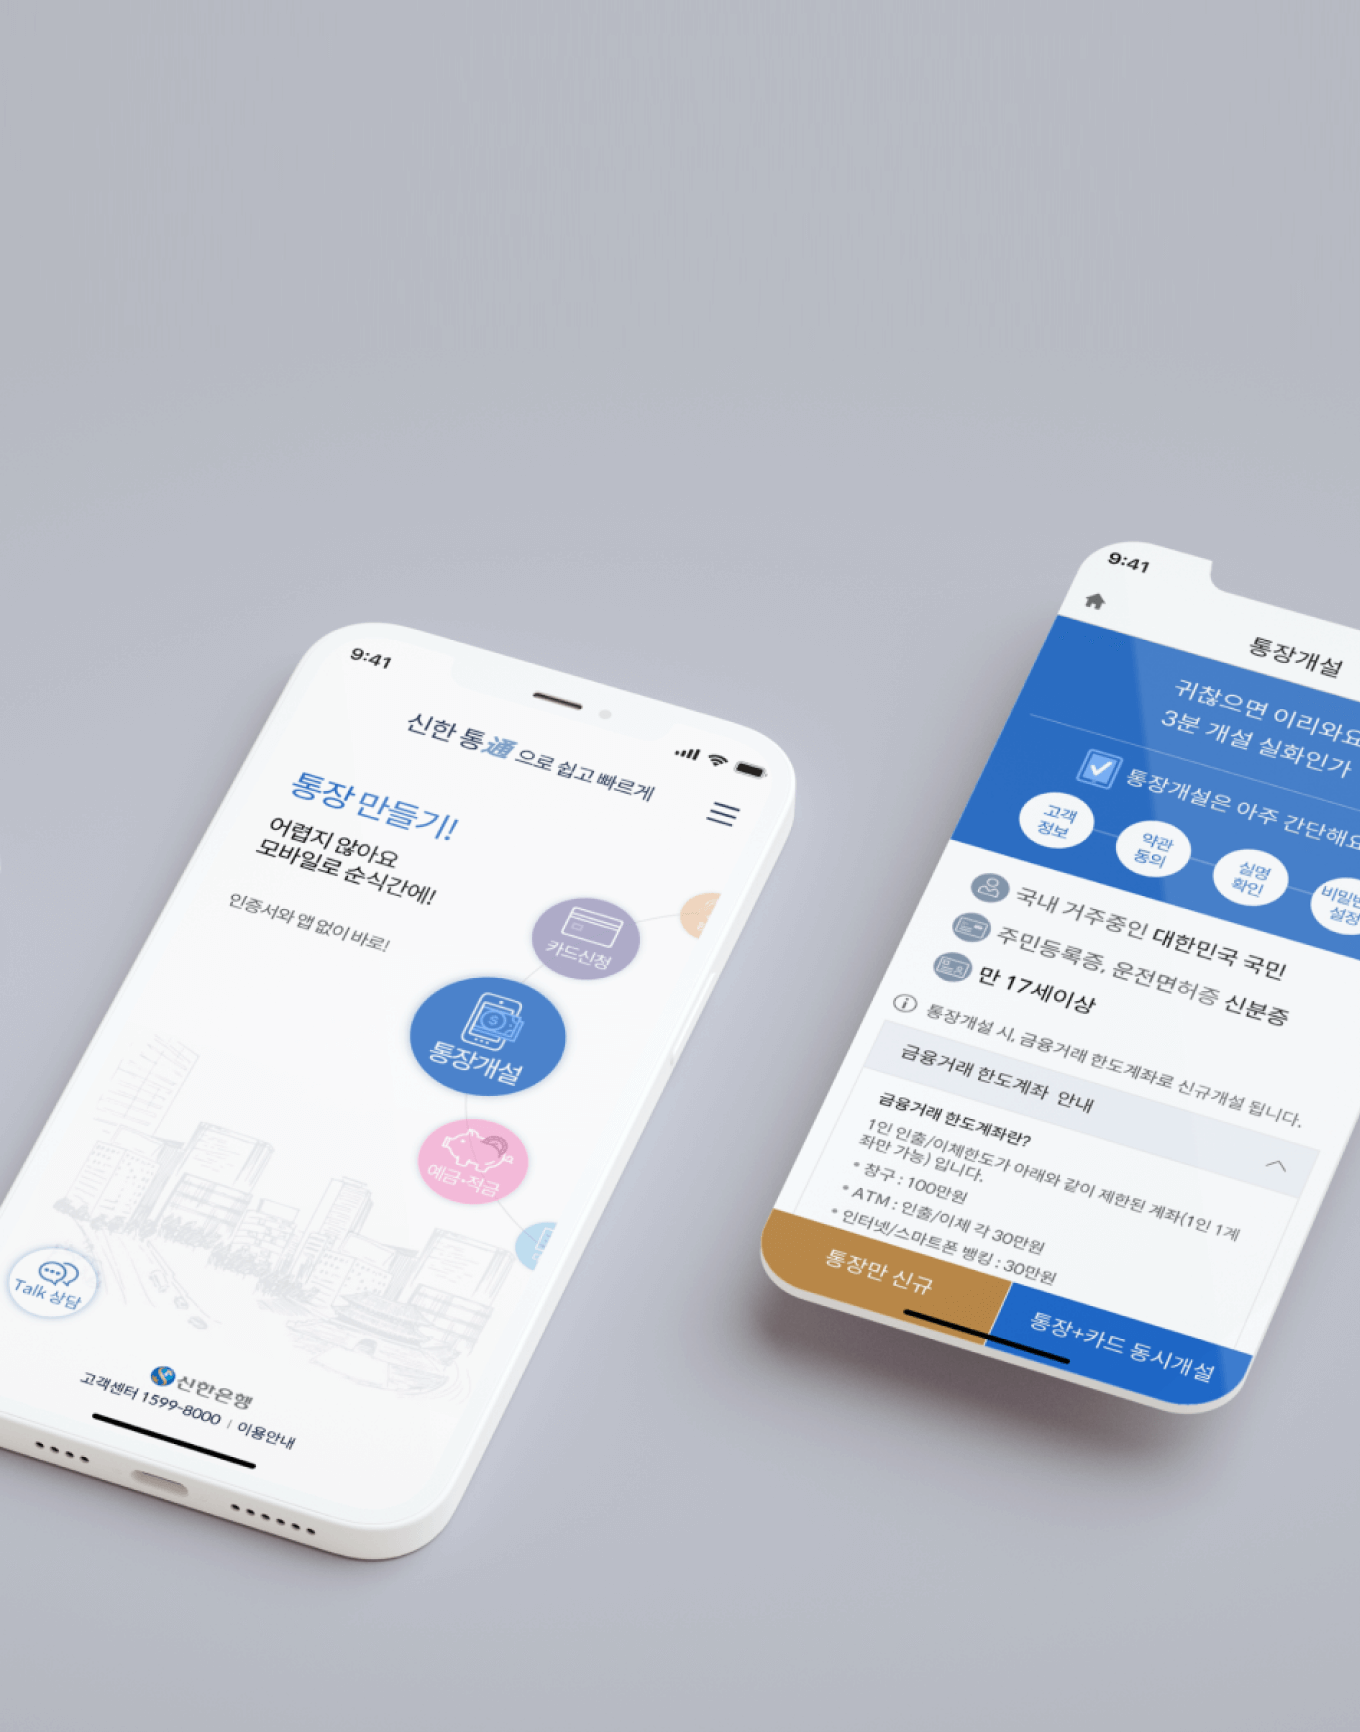 9:41
신한 통通으로 쉽고 빠르게
통장 만들기!
어렵지 않아요
모바일로 순식간에!
인증서와 앱 없이 바로!
카드신청
통장개설
예금·적금
Talk 상담
신한은행
고객센터 1599-8000 | 이용안내
9:41
통장개설
귀찮으면 이리와요
3분 개설 실화인가
통장개설은 아주 간단해요
고객
정보
약관
동의
실명
확인
비밀번
설정
국내 거주중인 대한민국 국민
주민등록증, 운전면허증 신분증
만 17세이상
통장개설 시, 금융거래 한도계좌로 신규개설 됩니다.
금융거래 한도계좌 안내
금융거래 한도계좌란?
1인 인출/이체한도가 아래와 같이 제한된 계좌(1인 1계
좌만 가능) 입니다.
* 창구 : 100만원
* ATM : 인출/이체 각 30만원
* 인터넷/스마트폰 뱅킹 : 30만원
통장만 신규
통장+카드 동시개설